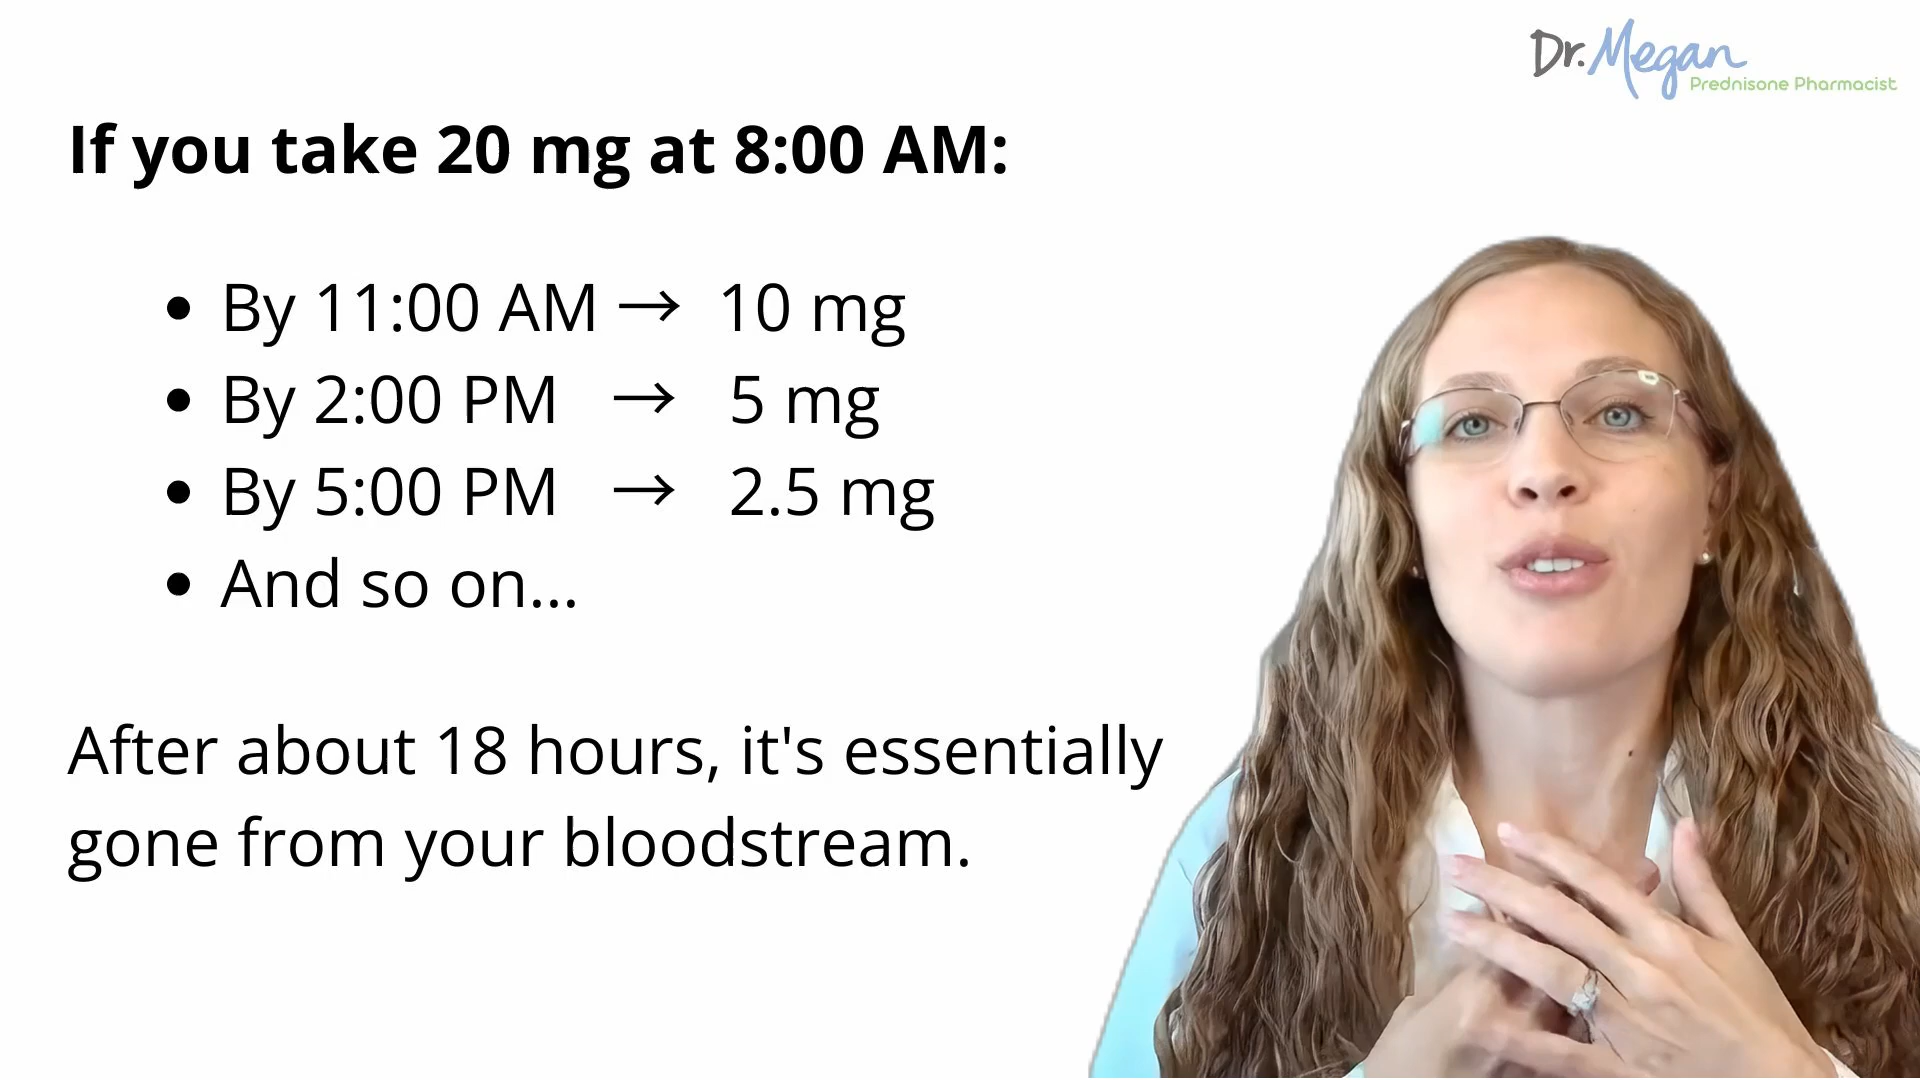 Dr. Megan
Prednisone Pharmacist
If you take 20 mg at 8:00 AM:
• By 11:00 AM → 10 mg
• By 2:00 PM → 5 mg
• By 5:00 PM → 2.5 mg
• And so on...
After about 18 hours, it's essentially
gone from your bloodstream.